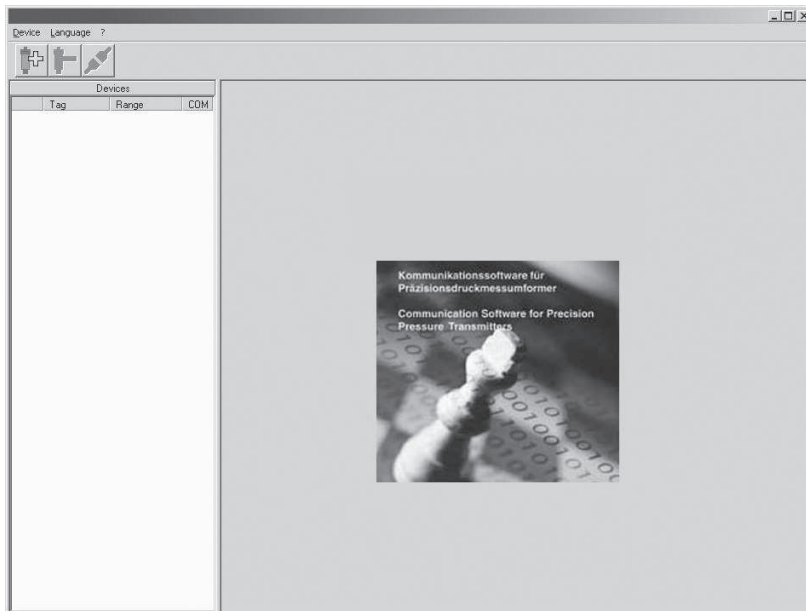 Device Language ?
Devices
Tag Range COM
Kommunikationssoftware für
Präzisionsdruckmessumformer
Communication Software for Precision
Pressure Transmitters